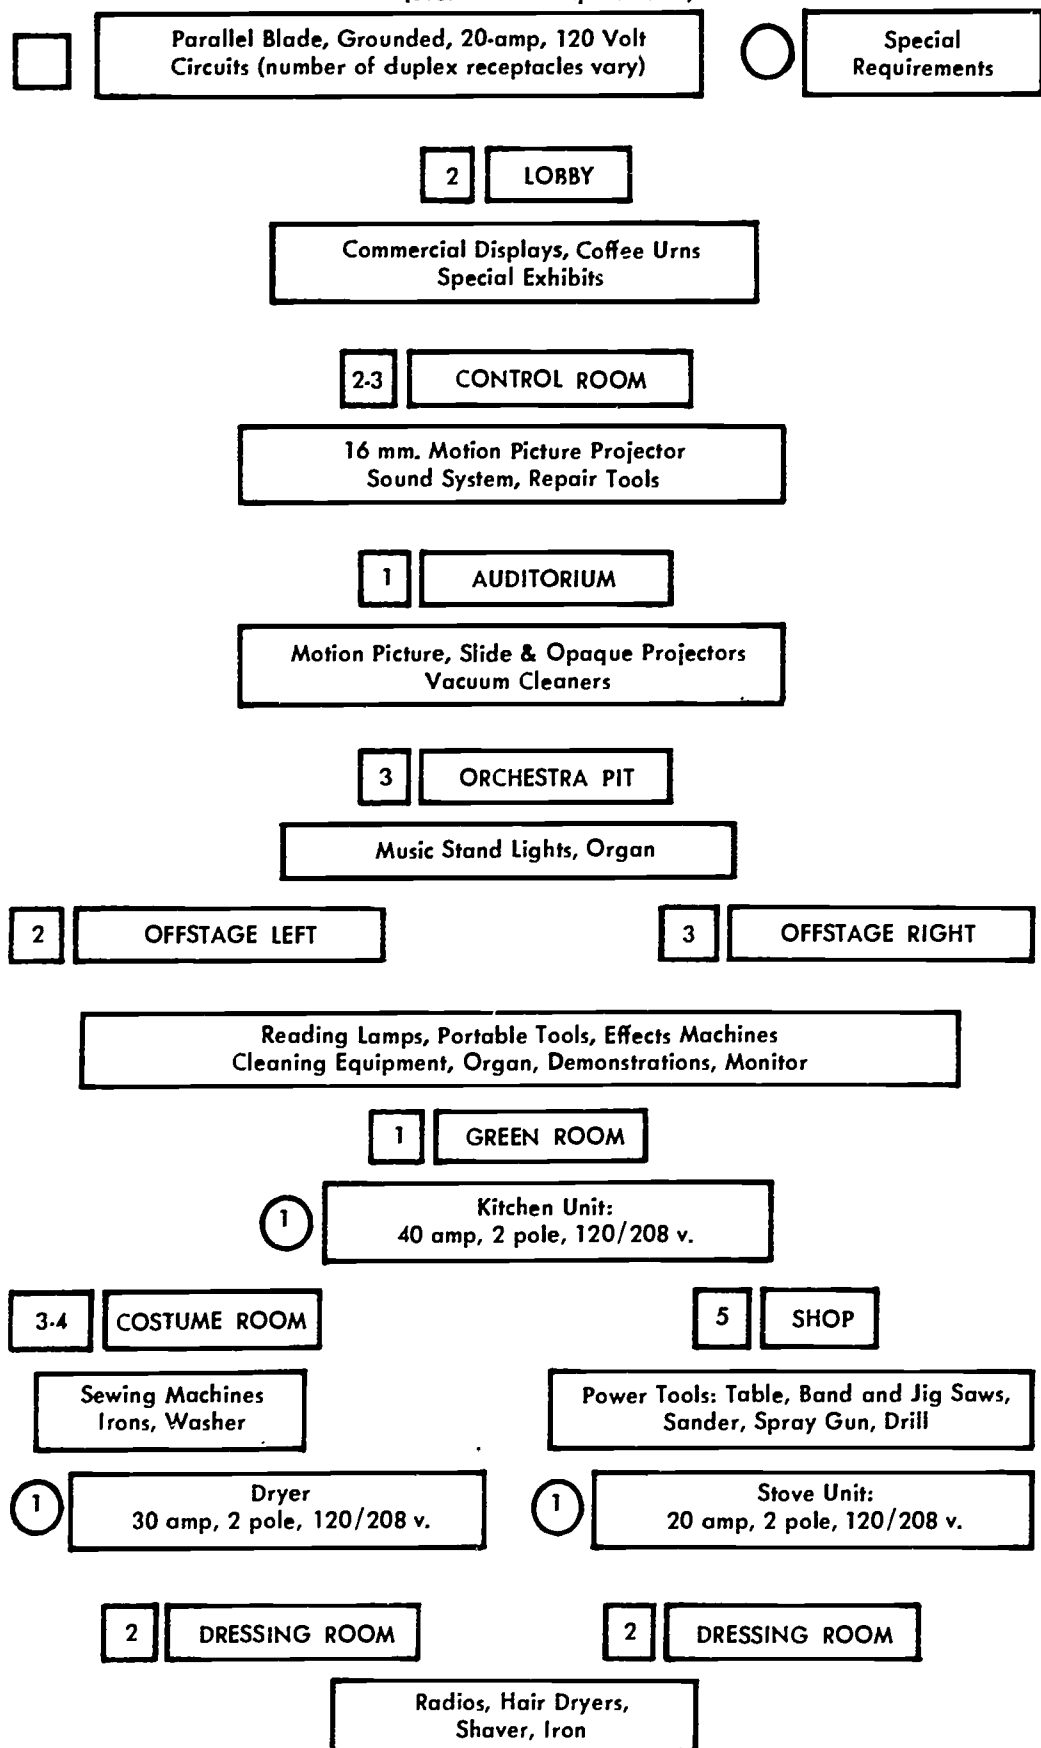 Parallel Blade, Grounded, 20-amp, 120 Volt
Circuits (number of duplex receptacles vary)
Special
Requirements
2 LOBBY
Commercial Displays, Coffee Urns
Special Exhibits
2-3 CONTROL ROOM
16 mm. Motion Picture Projector
Sound System, Repair Tools
1 AUDITORIUM
Motion Picture, Slide & Opaque Projectors
Vacuum Cleaners
3 ORCHESTRA PIT
Music Stand Lights, Organ
2 OFFSTAGE LEFT
3 OFFSTAGE RIGHT
Reading Lamps, Portable Tools, Effects Machines
Cleaning Equipment, Organ, Demonstrations, Monitor
1 GREEN ROOM
1
Kitchen Unit:
40 amp, 2 pole, 120/208 v.
3-4 COSTUME ROOM
5 SHOP
Sewing Machines
Irons, Washer
Power Tools: Table, Band and Jig Saws,
Sander, Spray Gun, Drill
1
Dryer
30 amp, 2 pole, 120/208 v.
1
Stove Unit:
20 amp, 2 pole, 120/208 v.
2 DRESSING ROOM
2 DRESSING ROOM
Radios, Hair Dryers,
Shaver, Iron